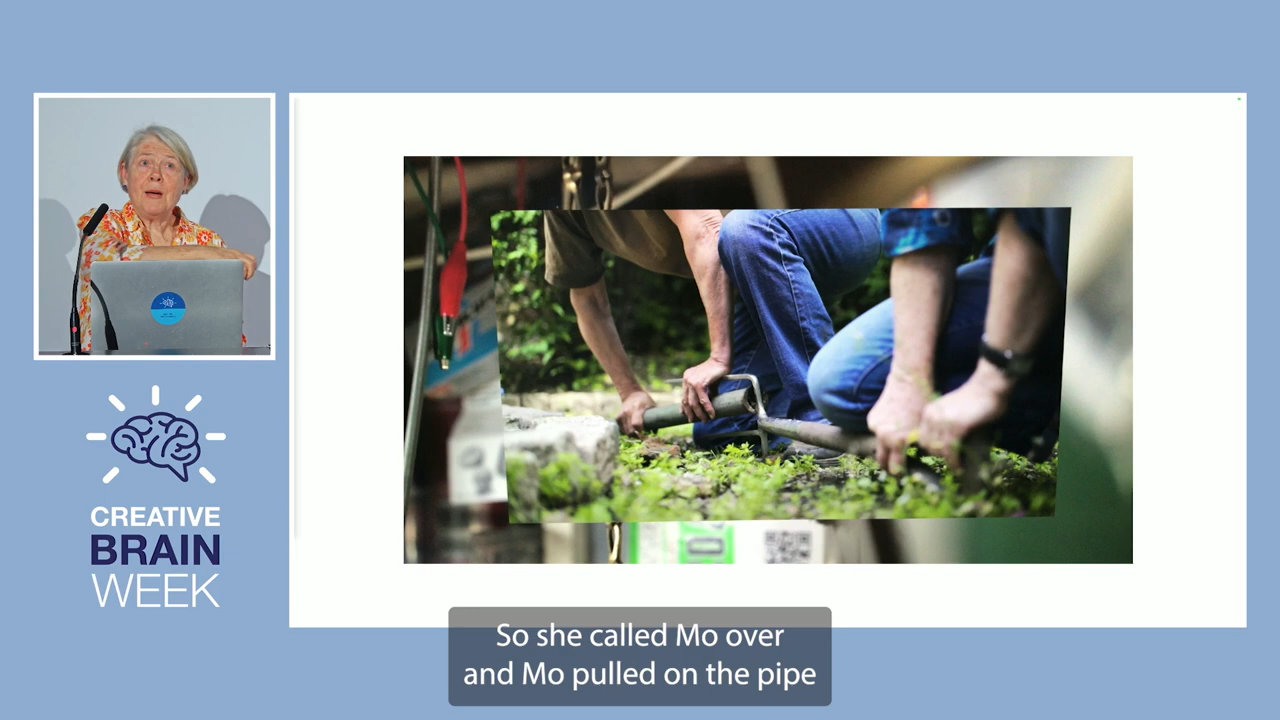 CREATIVE
BRAIN
WEEK
So she called Mo over
and Mo pulled on the pipe